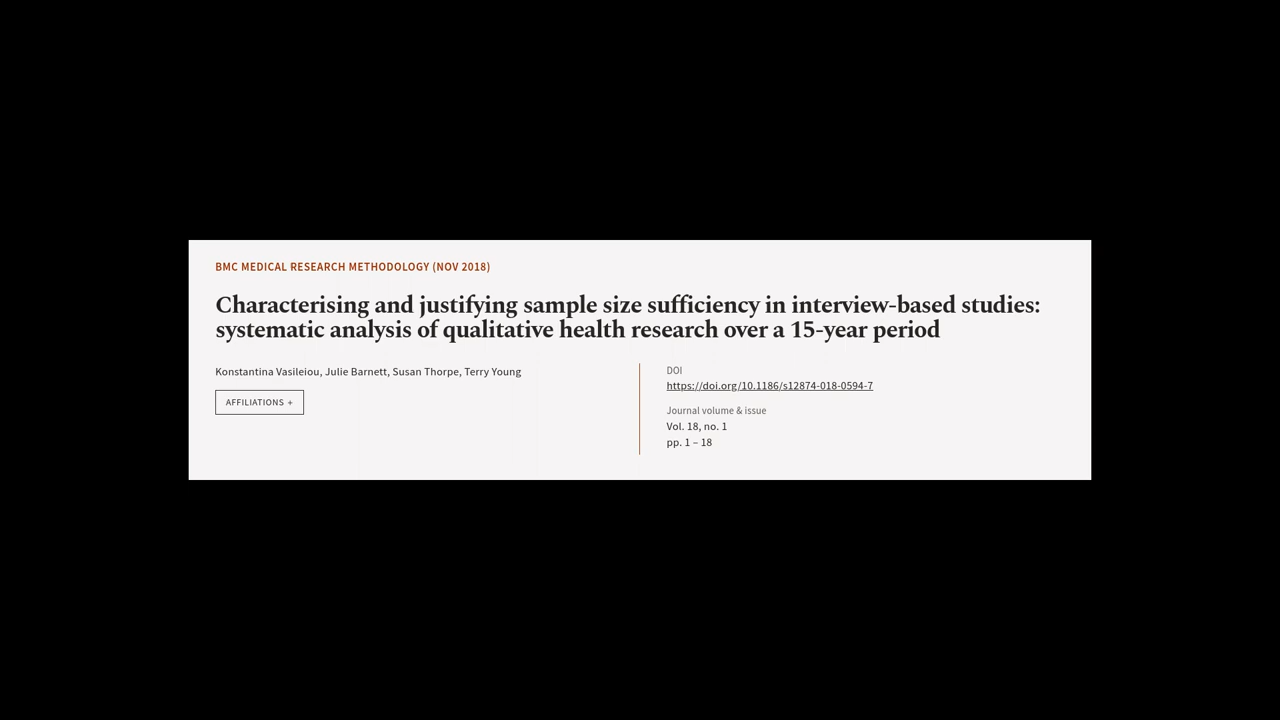 BMC MEDICAL RESEARCH METHODOLOGY (NOV 2018)
Characterising and justifying sample size sufficiency in interview-based studies:
systematic analysis of qualitative health research over a 15-year period
Konstantina Vasileiou, Julie Barnett, Susan Thorpe, Terry Young
AFFILIATIONS +
DOI
https://doi.org/10.1186/s12874-018-0594-7
Journal volume & issue
Vol. 18, no. 1
pp. 1 – 18